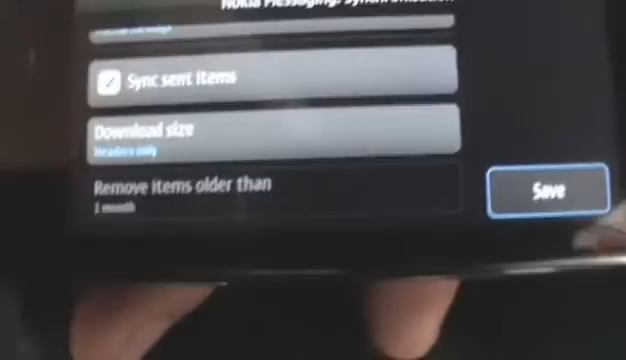 Nokia Messaging: Synchronisation
Sync sent items
Download size
Headers only
Remove items older than
1 month
Save